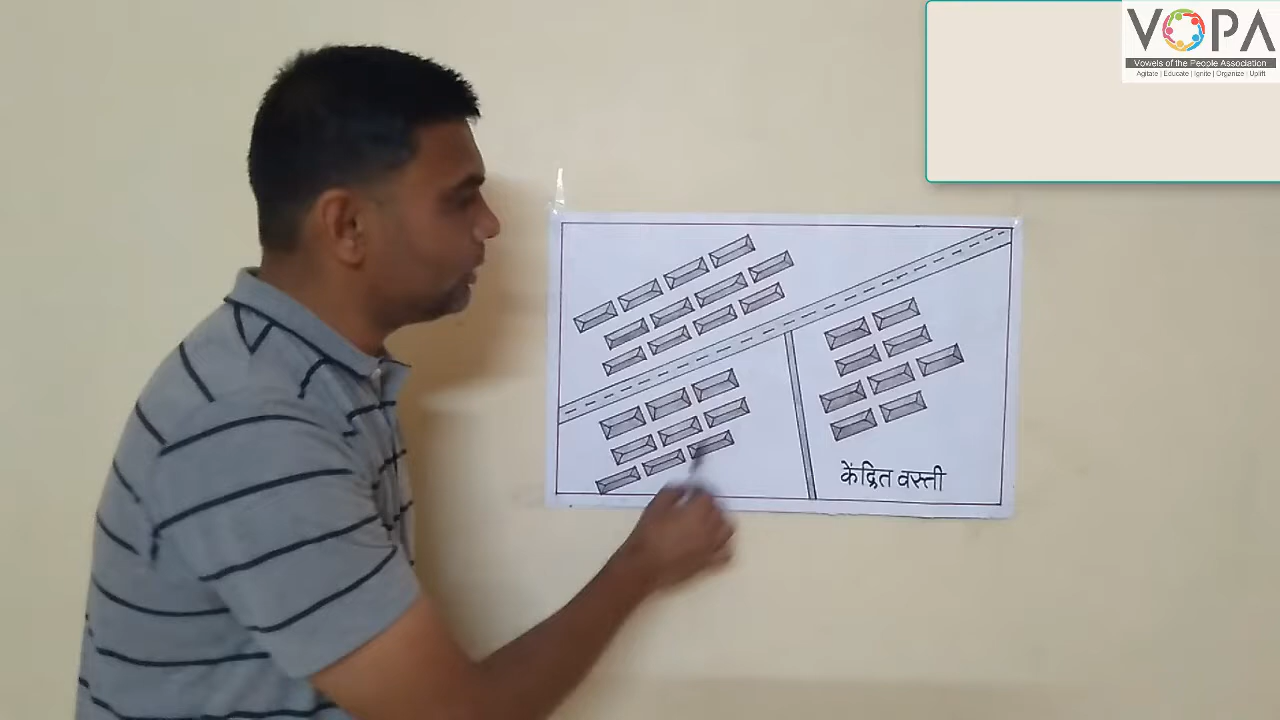 VOPA
Vowels of the People Association
Agitate | Educate | Ignite | Organize | Uplift
केंद्रित वस्ती